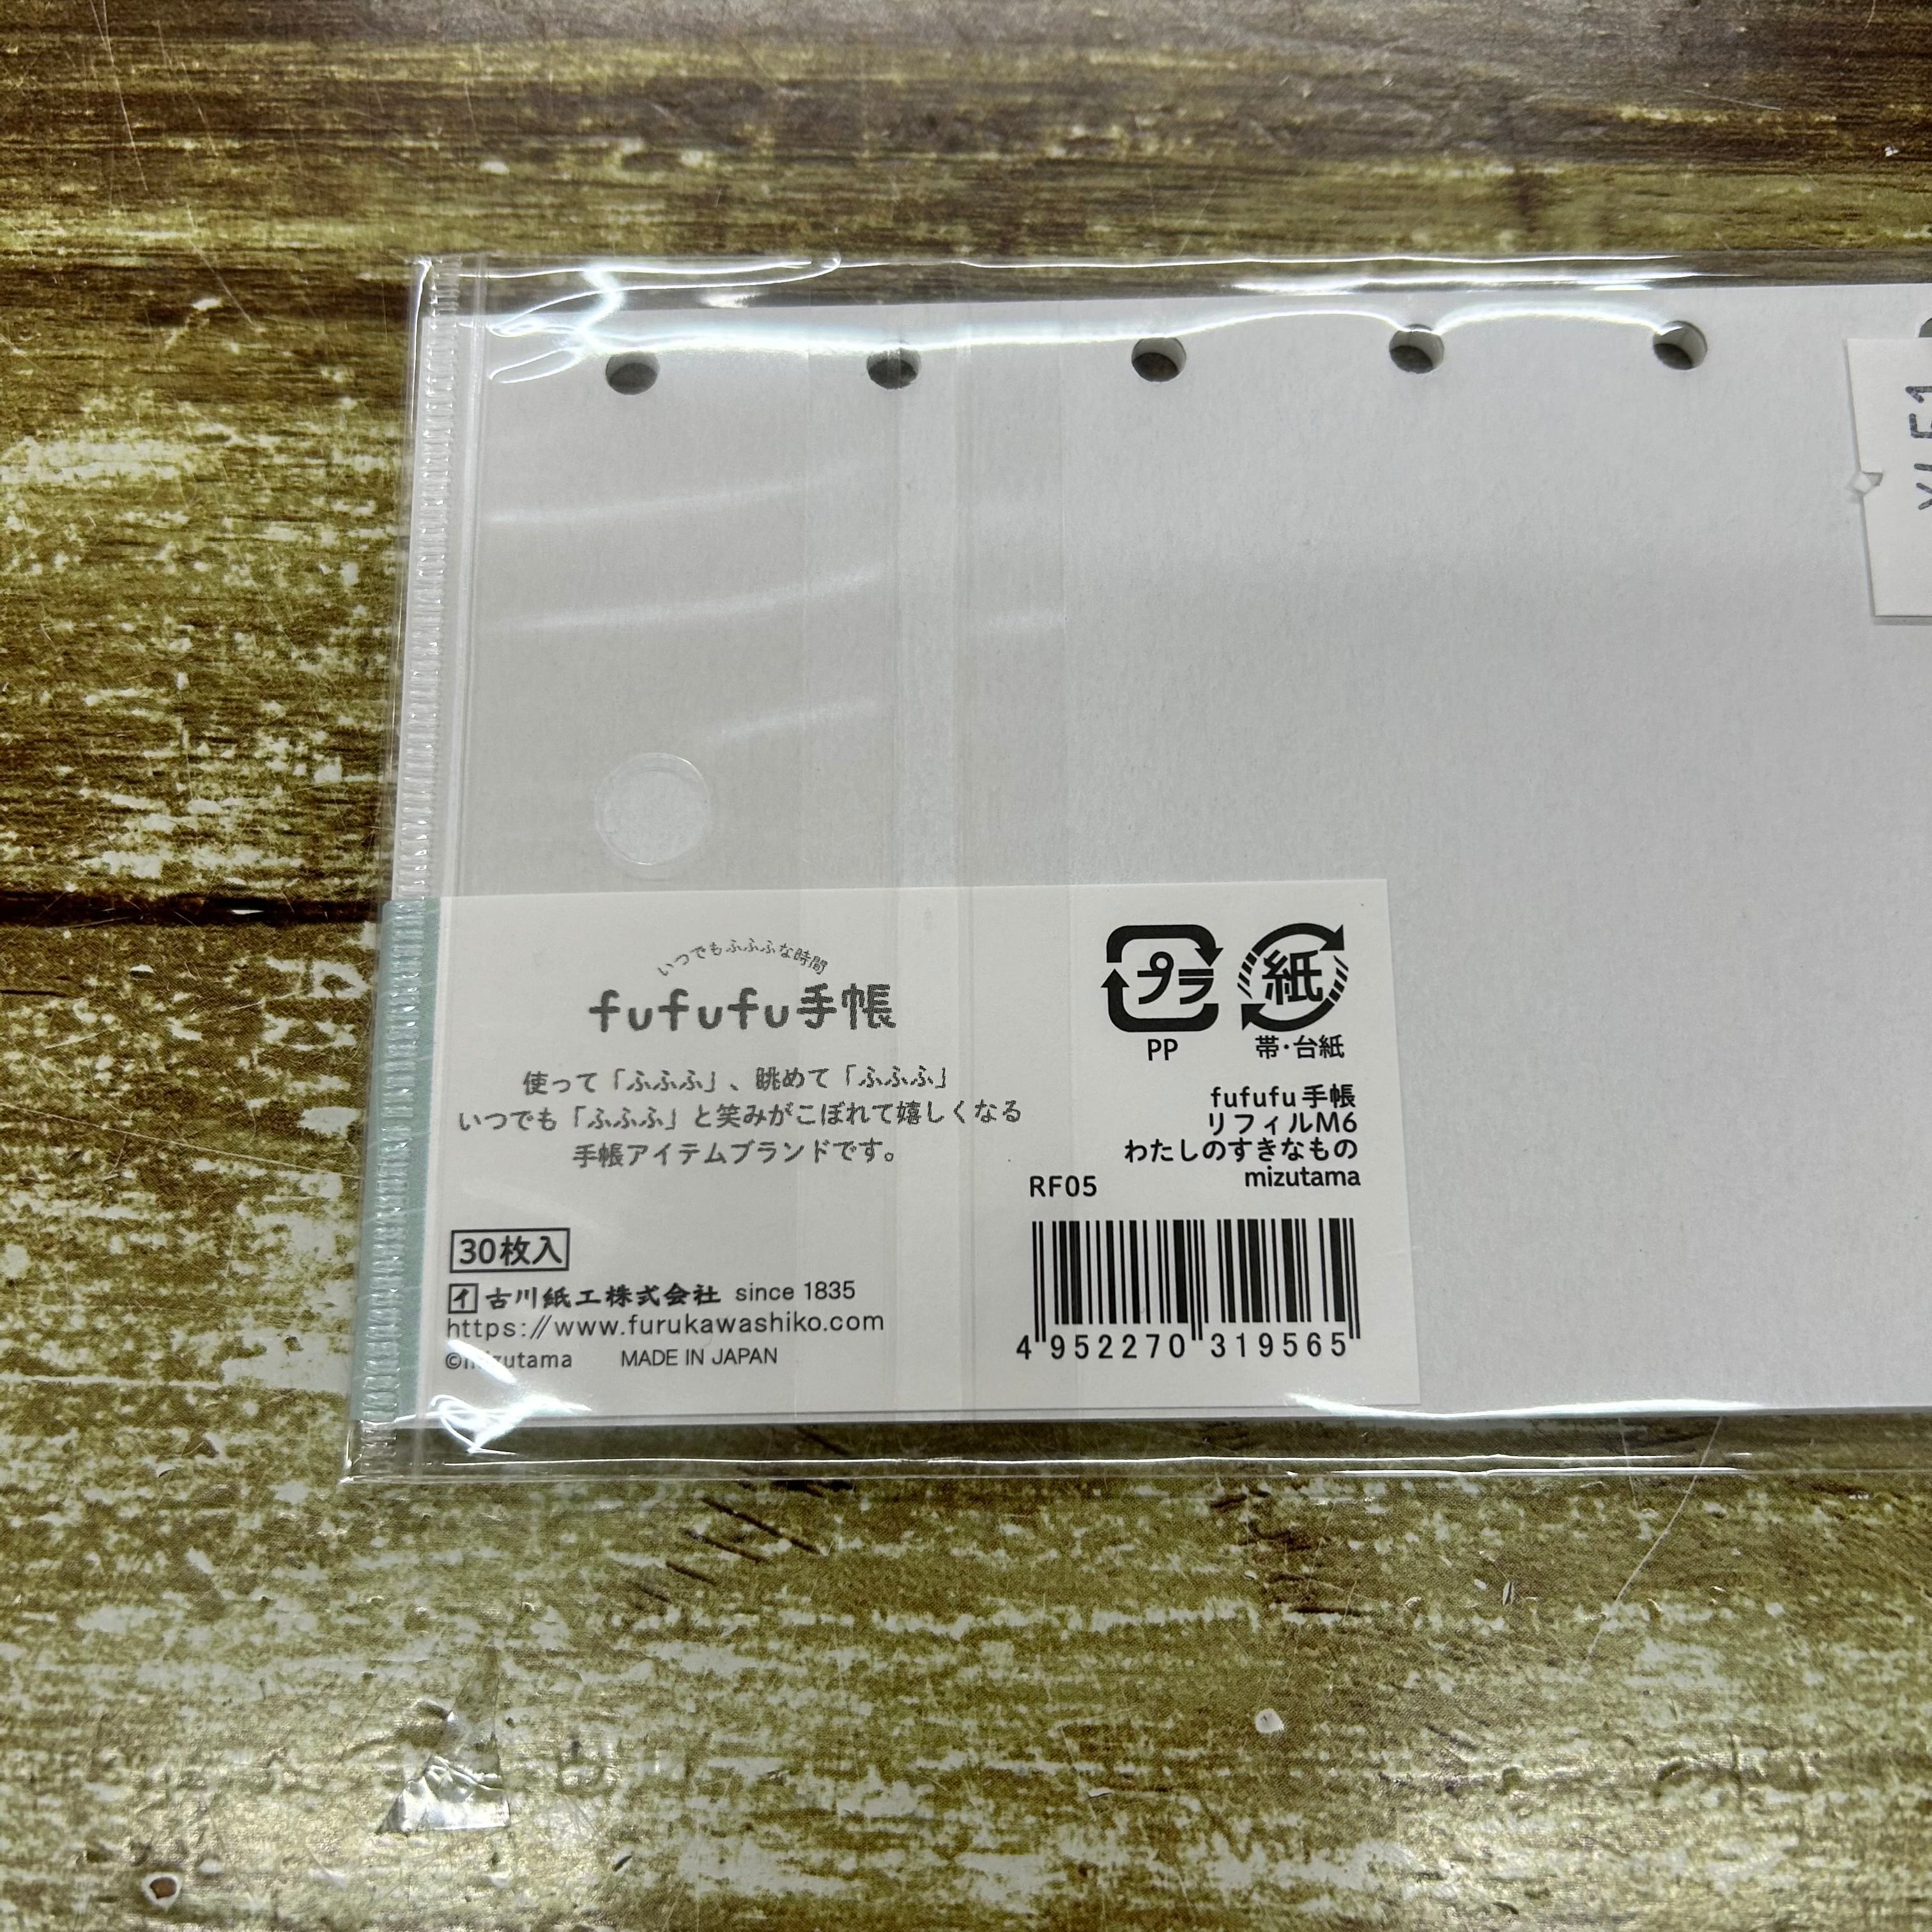 いつでもふふふな時間
fufufu手帳
使って「ふふふ」、眺めて「ふふふ」
いつでも「ふふふ」と笑みがこぼれて嬉しくなる
手帳アイテムブランドです。
30枚入
イ 古川紙工株式会社 since 1835
https://www.furukawashiko.com
©mizutama MADE IN JAPAN
プラ
PP
紙
帯・台紙
fufufu手帳
リフィルM6
わたしのすきなもの
mizutama
RF05
4 952270 319565